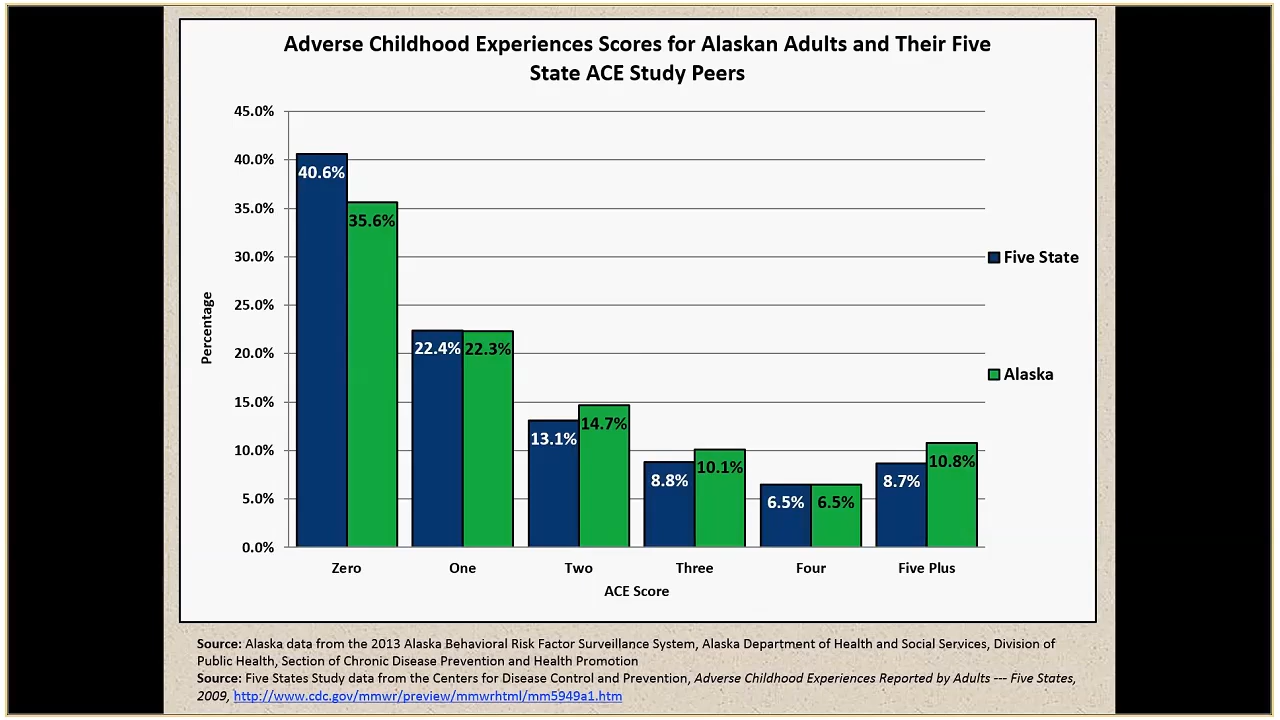 Adverse Childhood Experiences Scores for Alaskan Adults and Their Five
State ACE Study Peers
45.0%
40.0%
35.0%
30.0%
25.0%
20.0%
15.0%
10.0%
5.0%
0.0%
Percentage
40.6%
35.6%
22.4%
22.3%
13.1%
14.7%
8.8%
10.1%
6.5%
6.5%
8.7%
10.8%
Zero
One
Two
Three
Four
Five Plus
ACE Score
Five State
Alaska
Source: Alaska data from the 2013 Alaska Behavioral Risk Factor Surveillance System, Alaska Department of Health and Social Services, Division of
Public Health, Section of Chronic Disease Prevention and Health Promotion
Source: Five States Study data from the Centers for Disease Control and Prevention, Adverse Childhood Experiences Reported by Adults --- Five States,
2009, http://www.cdc.gov/mmwr/preview/mmwrhtml/mm5949a1.htm